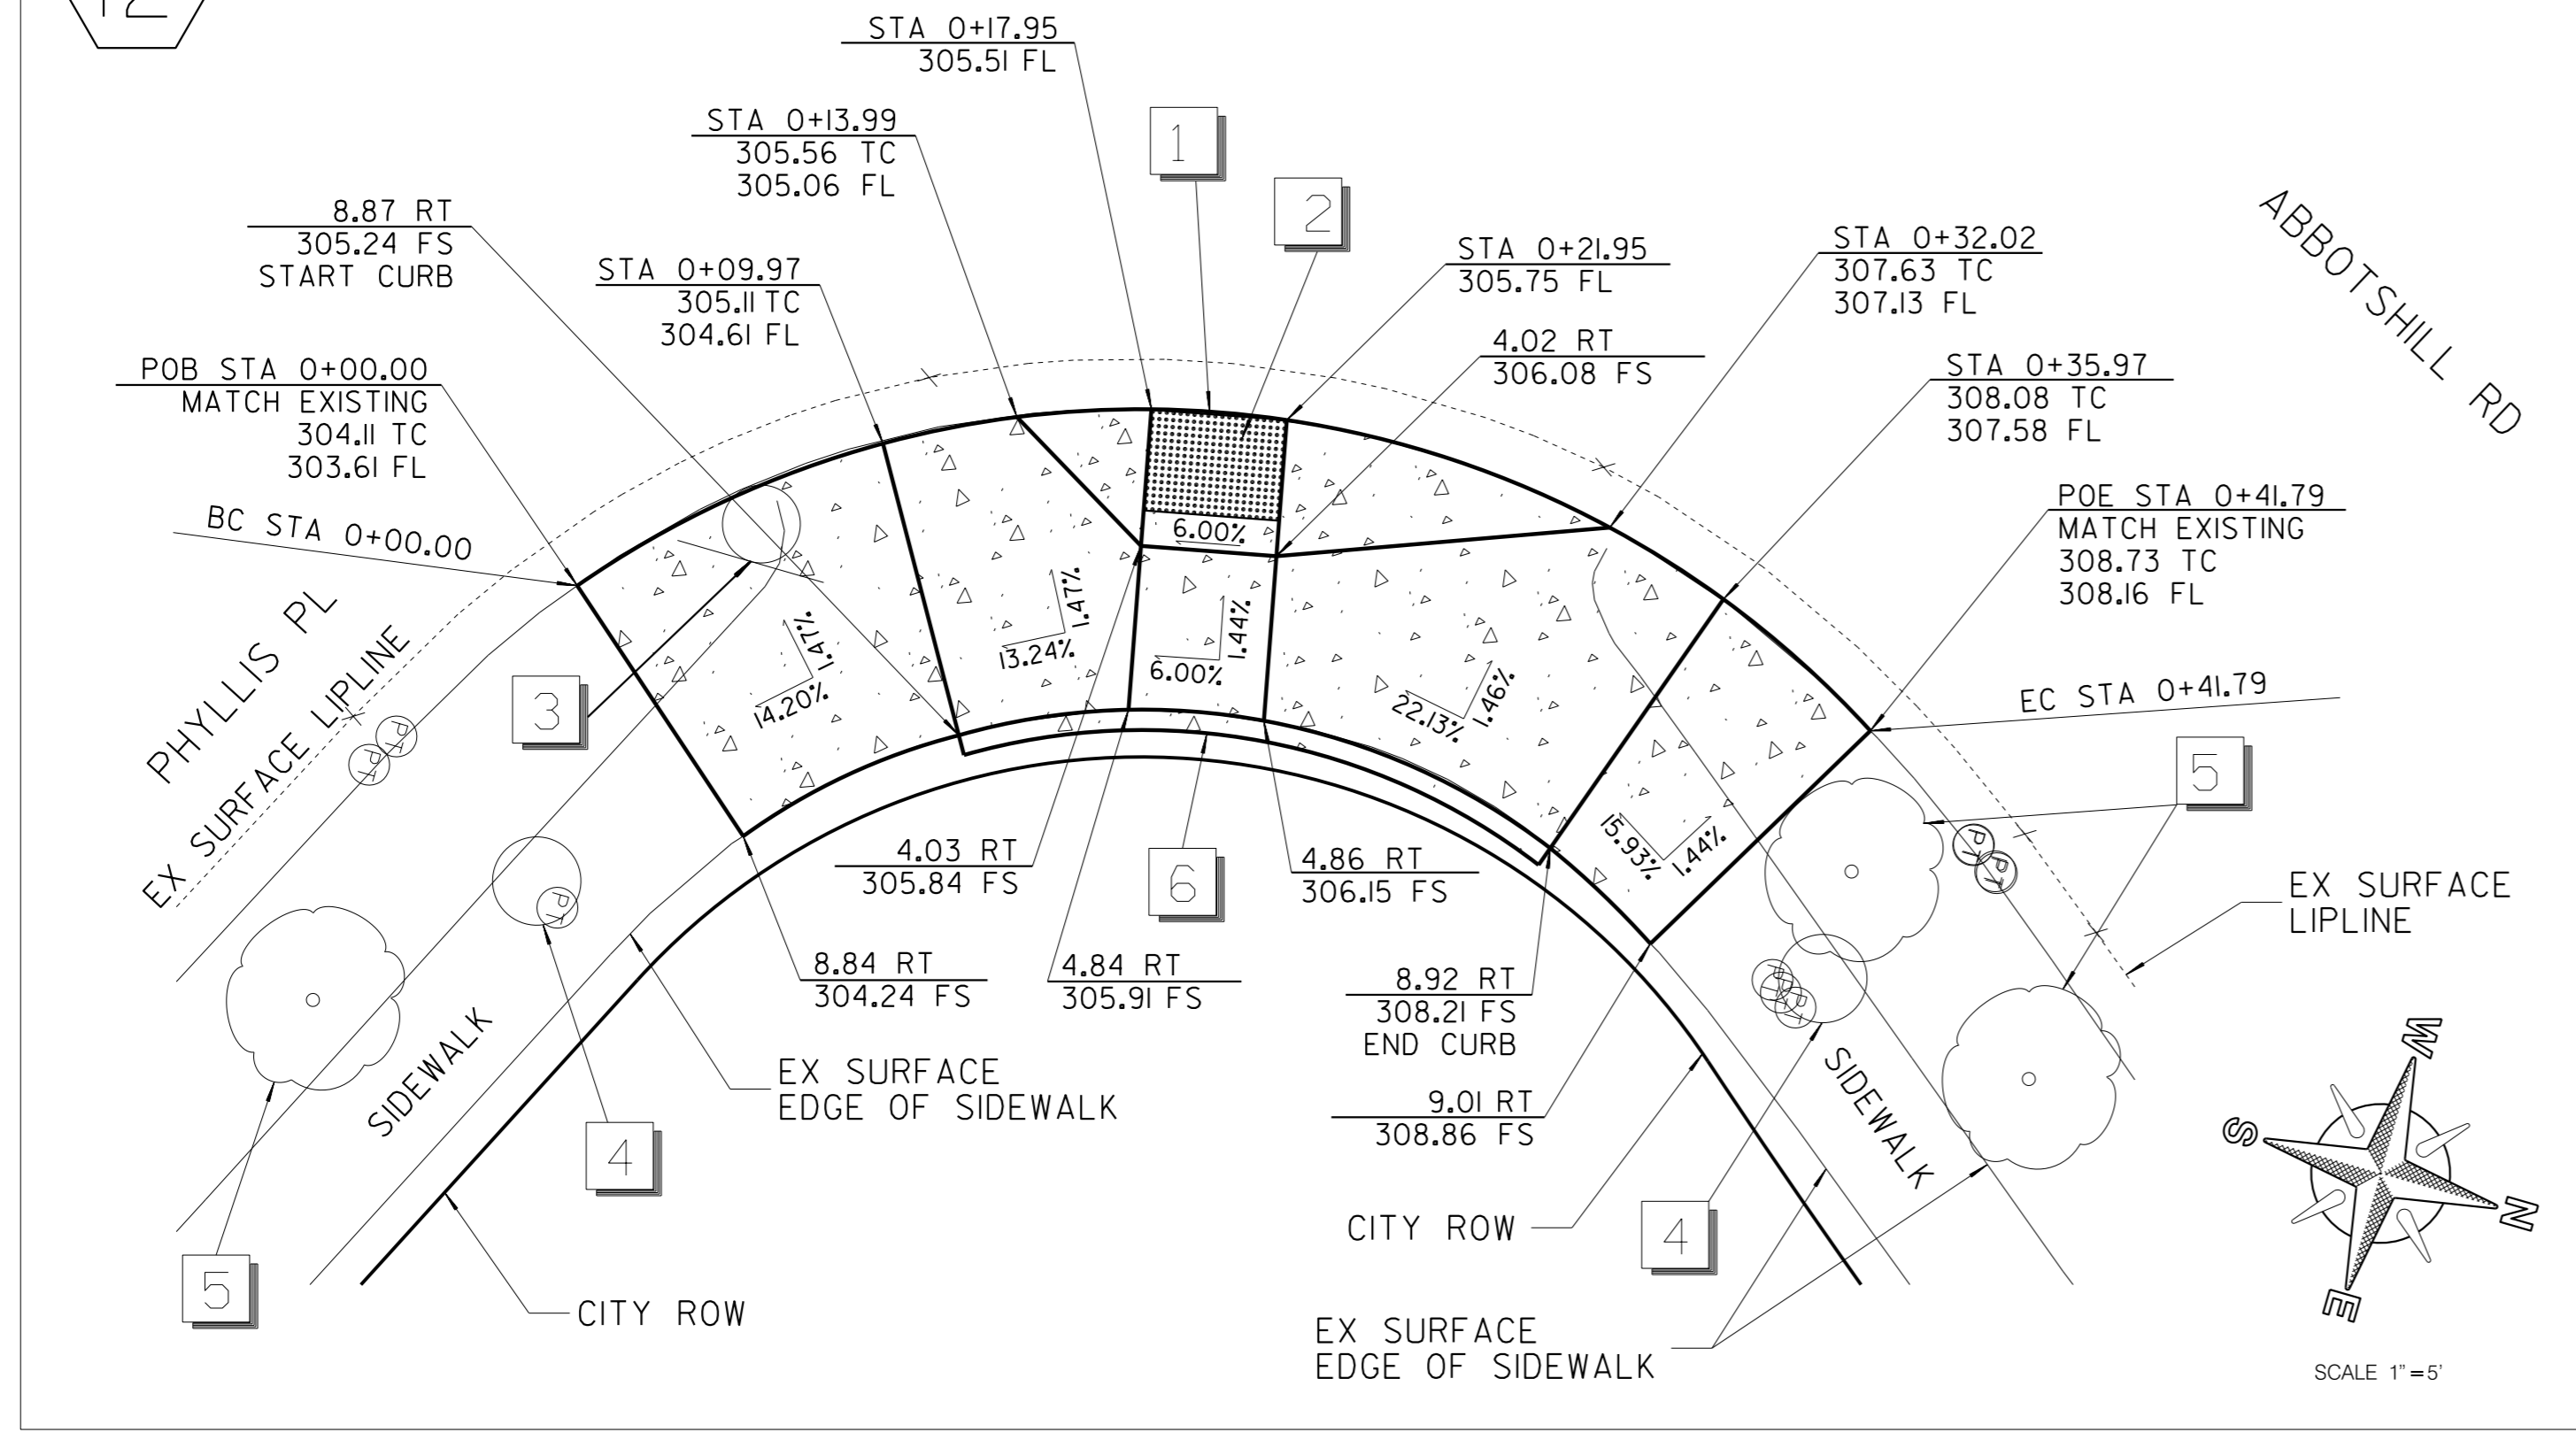 12
STA 0+17.95
305.51 FL
STA 0+13.99
305.56 TC
305.06 FL
1
2
8.87 RT
305.24 FS
START CURB
STA 0+09.97
305.11 TC
304.61 FL
STA 0+21.95
305.75 FL
STA 0+32.02
307.63 TC
307.13 FL
ABBOTSHILL RD
4.02 RT
306.08 FS
POB STA 0+00.00
MATCH EXISTING
304.11 TC
303.61 FL
STA 0+35.97
308.08 TC
307.58 FL
BC STA 0+00.00
POE STA 0+41.79
MATCH EXISTING
308.73 TC
308.16 FL
6.00%
1.47%
14.20%
1.47%
13.24%
1.44%
6.00%
1.46%
22.13%
15.93%
1.44%
PHYLLIS PL
EX SURFACE LIPLINE
3
EC STA 0+41.79
5
PT
PT
PT
PT
PT
4.03 RT
305.84 FS
6
4.86 RT
306.15 FS
EX SURFACE
LIPLINE
8.84 RT
304.24 FS
4.84 RT
305.91 FS
8.92 RT
308.21 FS
END CURB
SIDEWALK
EX SURFACE
EDGE OF SIDEWALK
9.01 RT
308.86 FS
SIDEWALK
4
5
CITY ROW
CITY ROW
4
EX SURFACE
EDGE OF SIDEWALK
W
S
N
E
SCALE 1"=5'